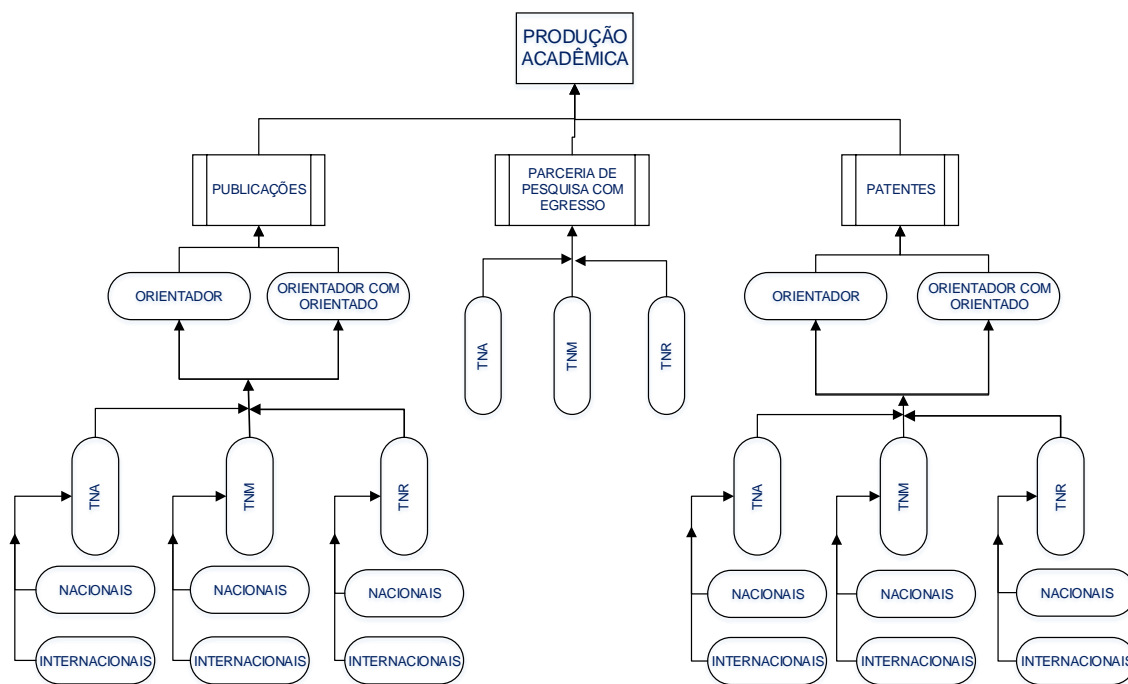 PRODUÇÃO
ACADÊMICA
PUBLICAÇÕES
PARCERIA DE
PESQUISA COM
EGRESSO
PATENTES
ORIENTADOR
ORIENTADOR COM
ORIENTADO
ORIENTADOR
ORIENTADOR COM
ORIENTADO
TNA
TNM
TNR
TNA
TNM
TNR
TNA
TNM
TNR
NACIONAIS
NACIONAIS
NACIONAIS
NACIONAIS
NACIONAIS
NACIONAIS
INTERNACIONAIS
INTERNACIONAIS
INTERNACIONAIS
INTERNACIONAIS
INTERNACIONAIS
INTERNACIONAIS